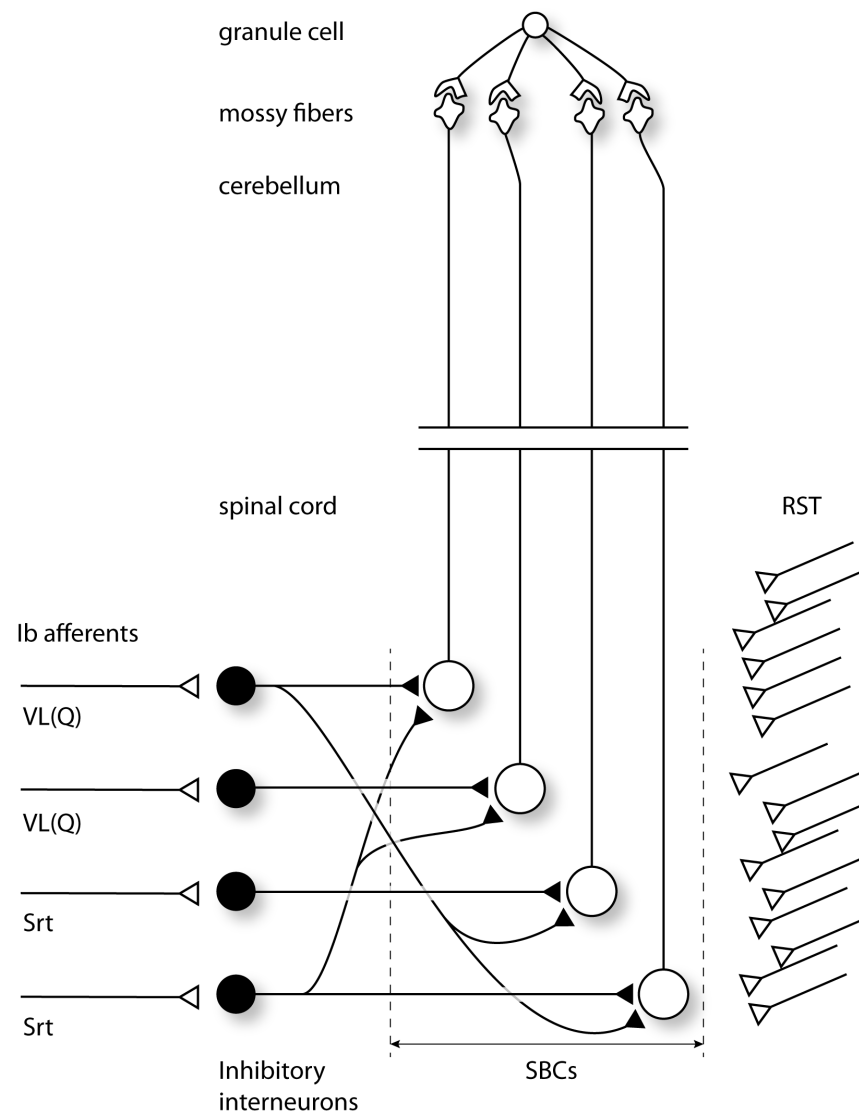 granule cell
mossy fibers
cerebellum
spinal cord
RST
Ib afferents
VL(Q)
VL(Q)
Srt
Srt
Inhibitory
interneurons
SBCs